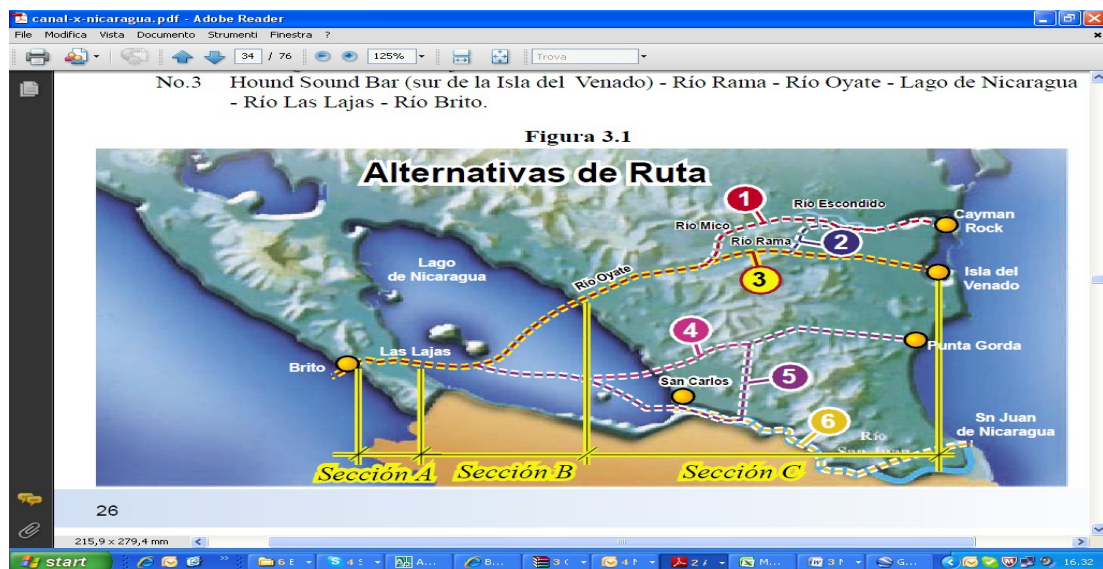 canal-x-nicaragua.pdf - Adobe Reader
File Modifica Vista Documento Strumenti Finestra ?
34 / 76 125% Trova
No.3 Hound Sound Bar (sur de la Isla del Venado) - Río Rama - Río Oyate - Lago de Nicaragua
- Río Las Lajas - Río Brito.
Figura 3.1
Alternativas de Ruta
1
Río Escondido
Cayman
Rock
Río Mico
Río Rama
2
Lago
de Nicaragua
Río Oyate
3
Isla del
Venado
4
Las Lajas
Punta Gorda
Brito
San Carlos
5
6
Sn Juan
de Nicaragua
Río
San Juan
Sección A Sección B Sección C
26
215,9 x 279,4 mm
start 16.32